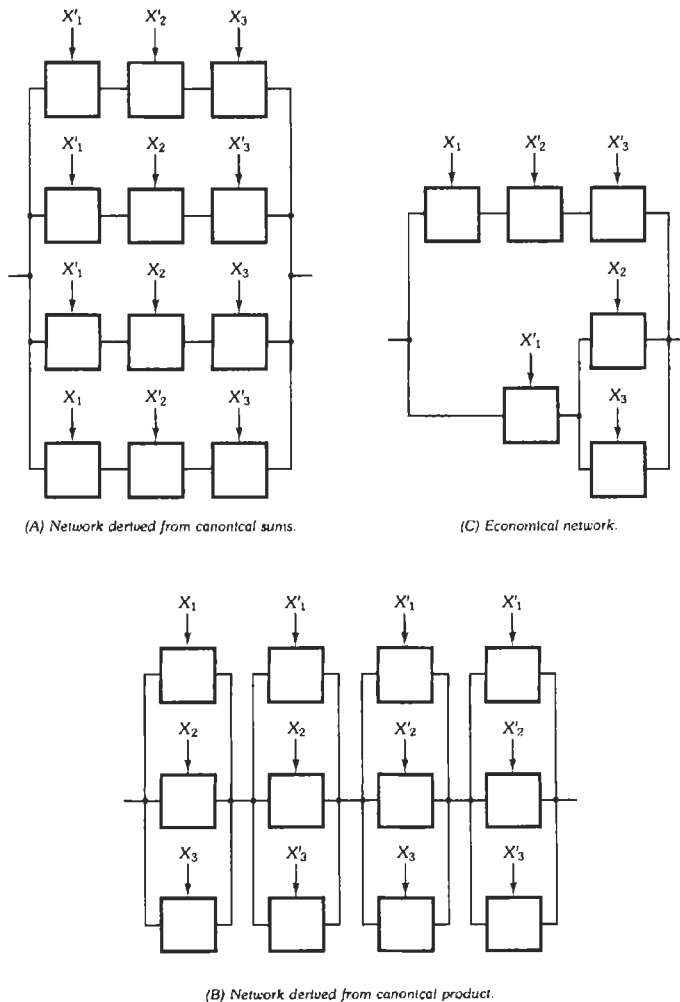 X'₁ X'₂ X₃
X'₁ X₂ X'₃
X'₁ X₂ X₃
X₁ X'₂ X'₃
(A) Network derived from canonical sums.
X₁ X'₂ X'₃
X₂
X'₁
X₃
(C) Economical network.
X₁ X'₁ X'₁ X'₁
X₂ X₂ X'₂ X'₂
X₃ X'₃ X₃ X'₃
(B) Network derived from canonical product.